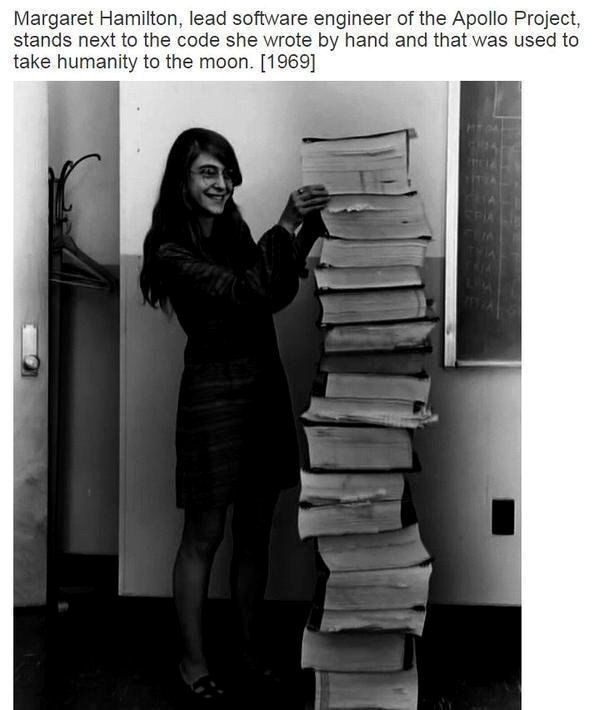 Margaret Hamilton, lead software engineer of the Apollo Project,
stands next to the code she wrote by hand and that was used to
take humanity to the moon. [1969]